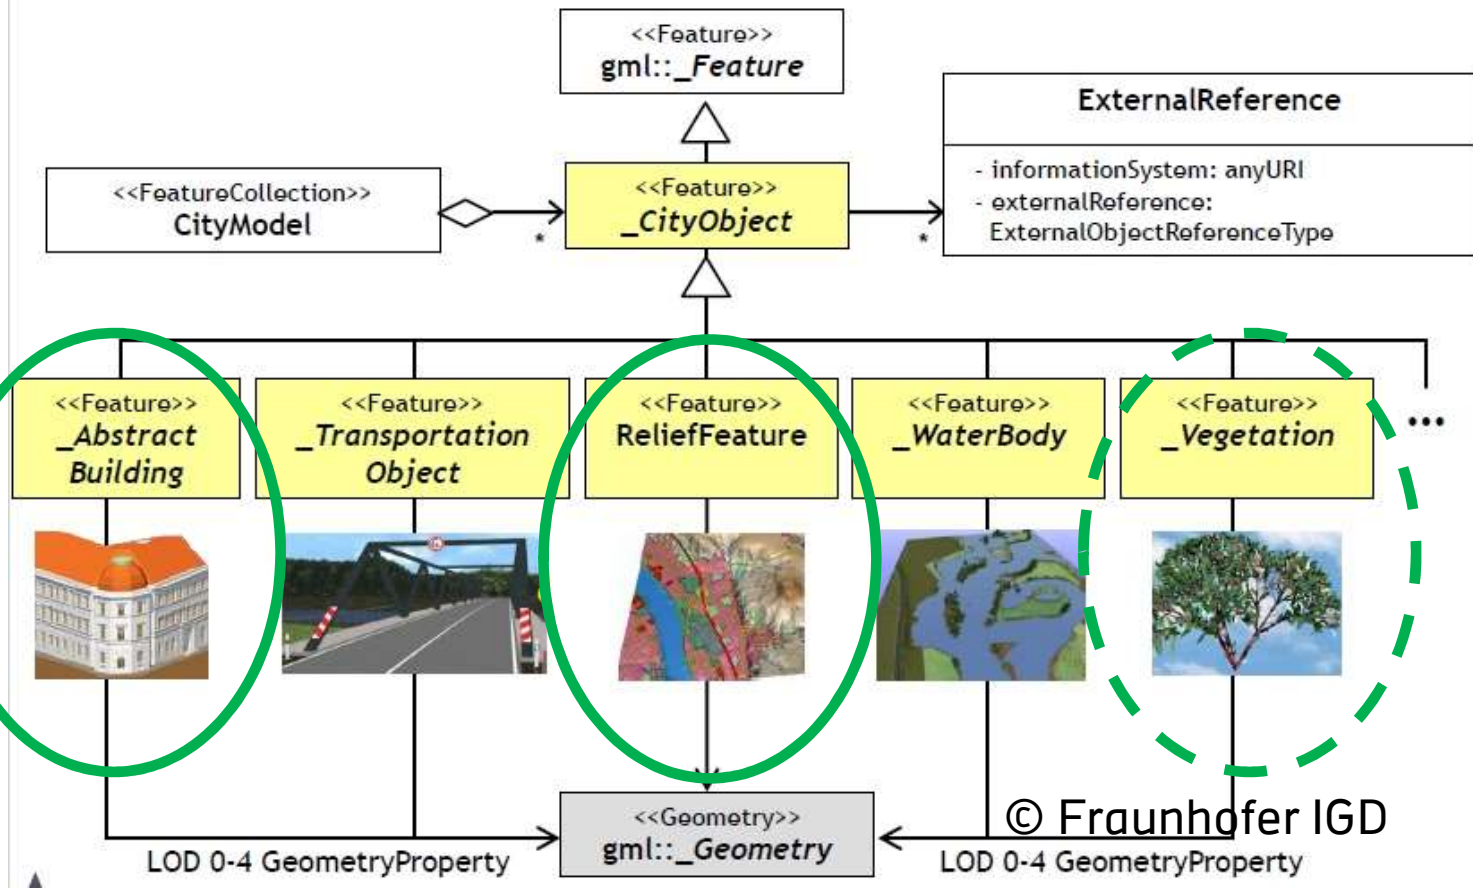 <<Feature>>
gml::_Feature
ExternalReference
- informationSystem: anyURI
- externalReference:
ExternalObjectReferenceType
<<FeatureCollection>>
CityModel
*
<<Feature>>
_CityObject
*
<<Feature>>
_Abstract
Building
<<Feature>>
_Transportation
Object
<<Feature>>
ReliefFeature
<<Feature>>
_WaterBody
<<Feature>>
_Vegetation
...
<<Geometry>>
gml::_Geometry
© Fraunhofer IGD
LOD 0-4 GeometryProperty
LOD 0-4 GeometryProperty